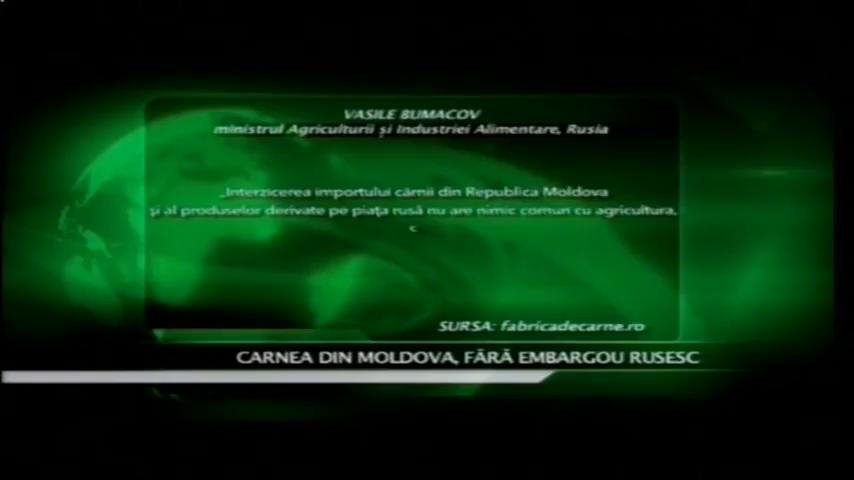 VASILE BUMACOV
ministrul Agriculturii și Industriei Alimentare, Rusia
„Interzicerea importului cărnii din Republica Moldova
și al produselor derivate pe piața rusă nu are nimic comun cu agricultura,
c
SURSA: fabricadecarne.ro
CARNEA DIN MOLDOVA, FĂRĂ EMBARGOU RUSESC